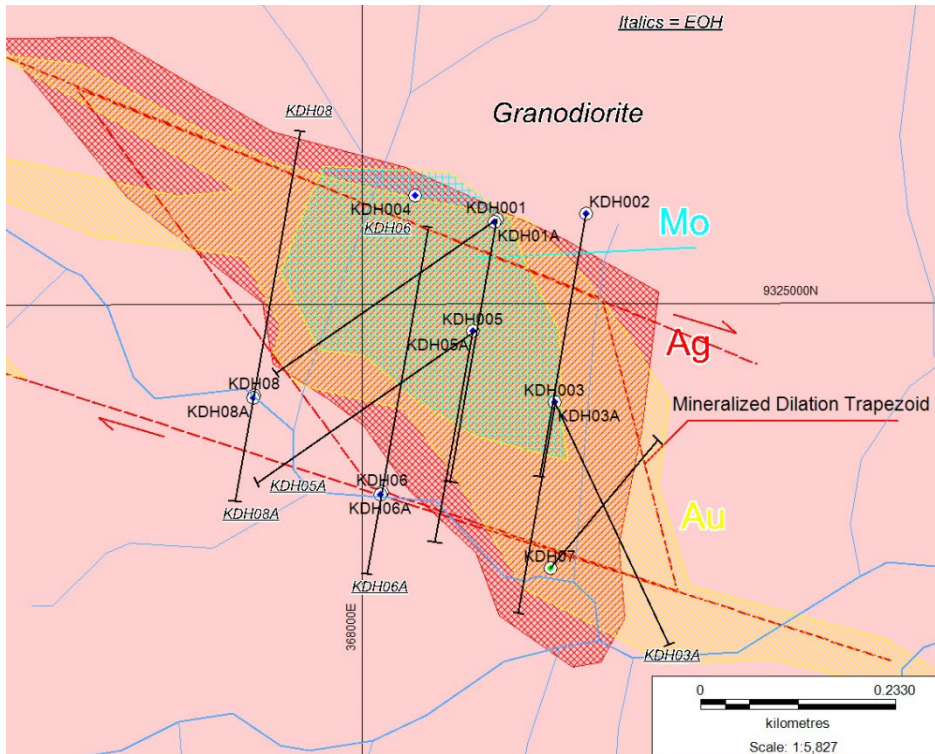 Italics = EOH
KDH08
Granodiorite
KDH004
KDH001
KDH002
KDH06
KDH01A
Mo
9325000N
KDH005
KDH05A
Ag
KDH08
KDH08A
KDH003
KDH03A
Mineralized Dilation Trapezoid
KDH05A
KDH06
KDH06A
KDH08A
Au
KDH07
KDH06A
368000E
KDH03A
0
0.2330
kilometres
Scale: 1:5,827